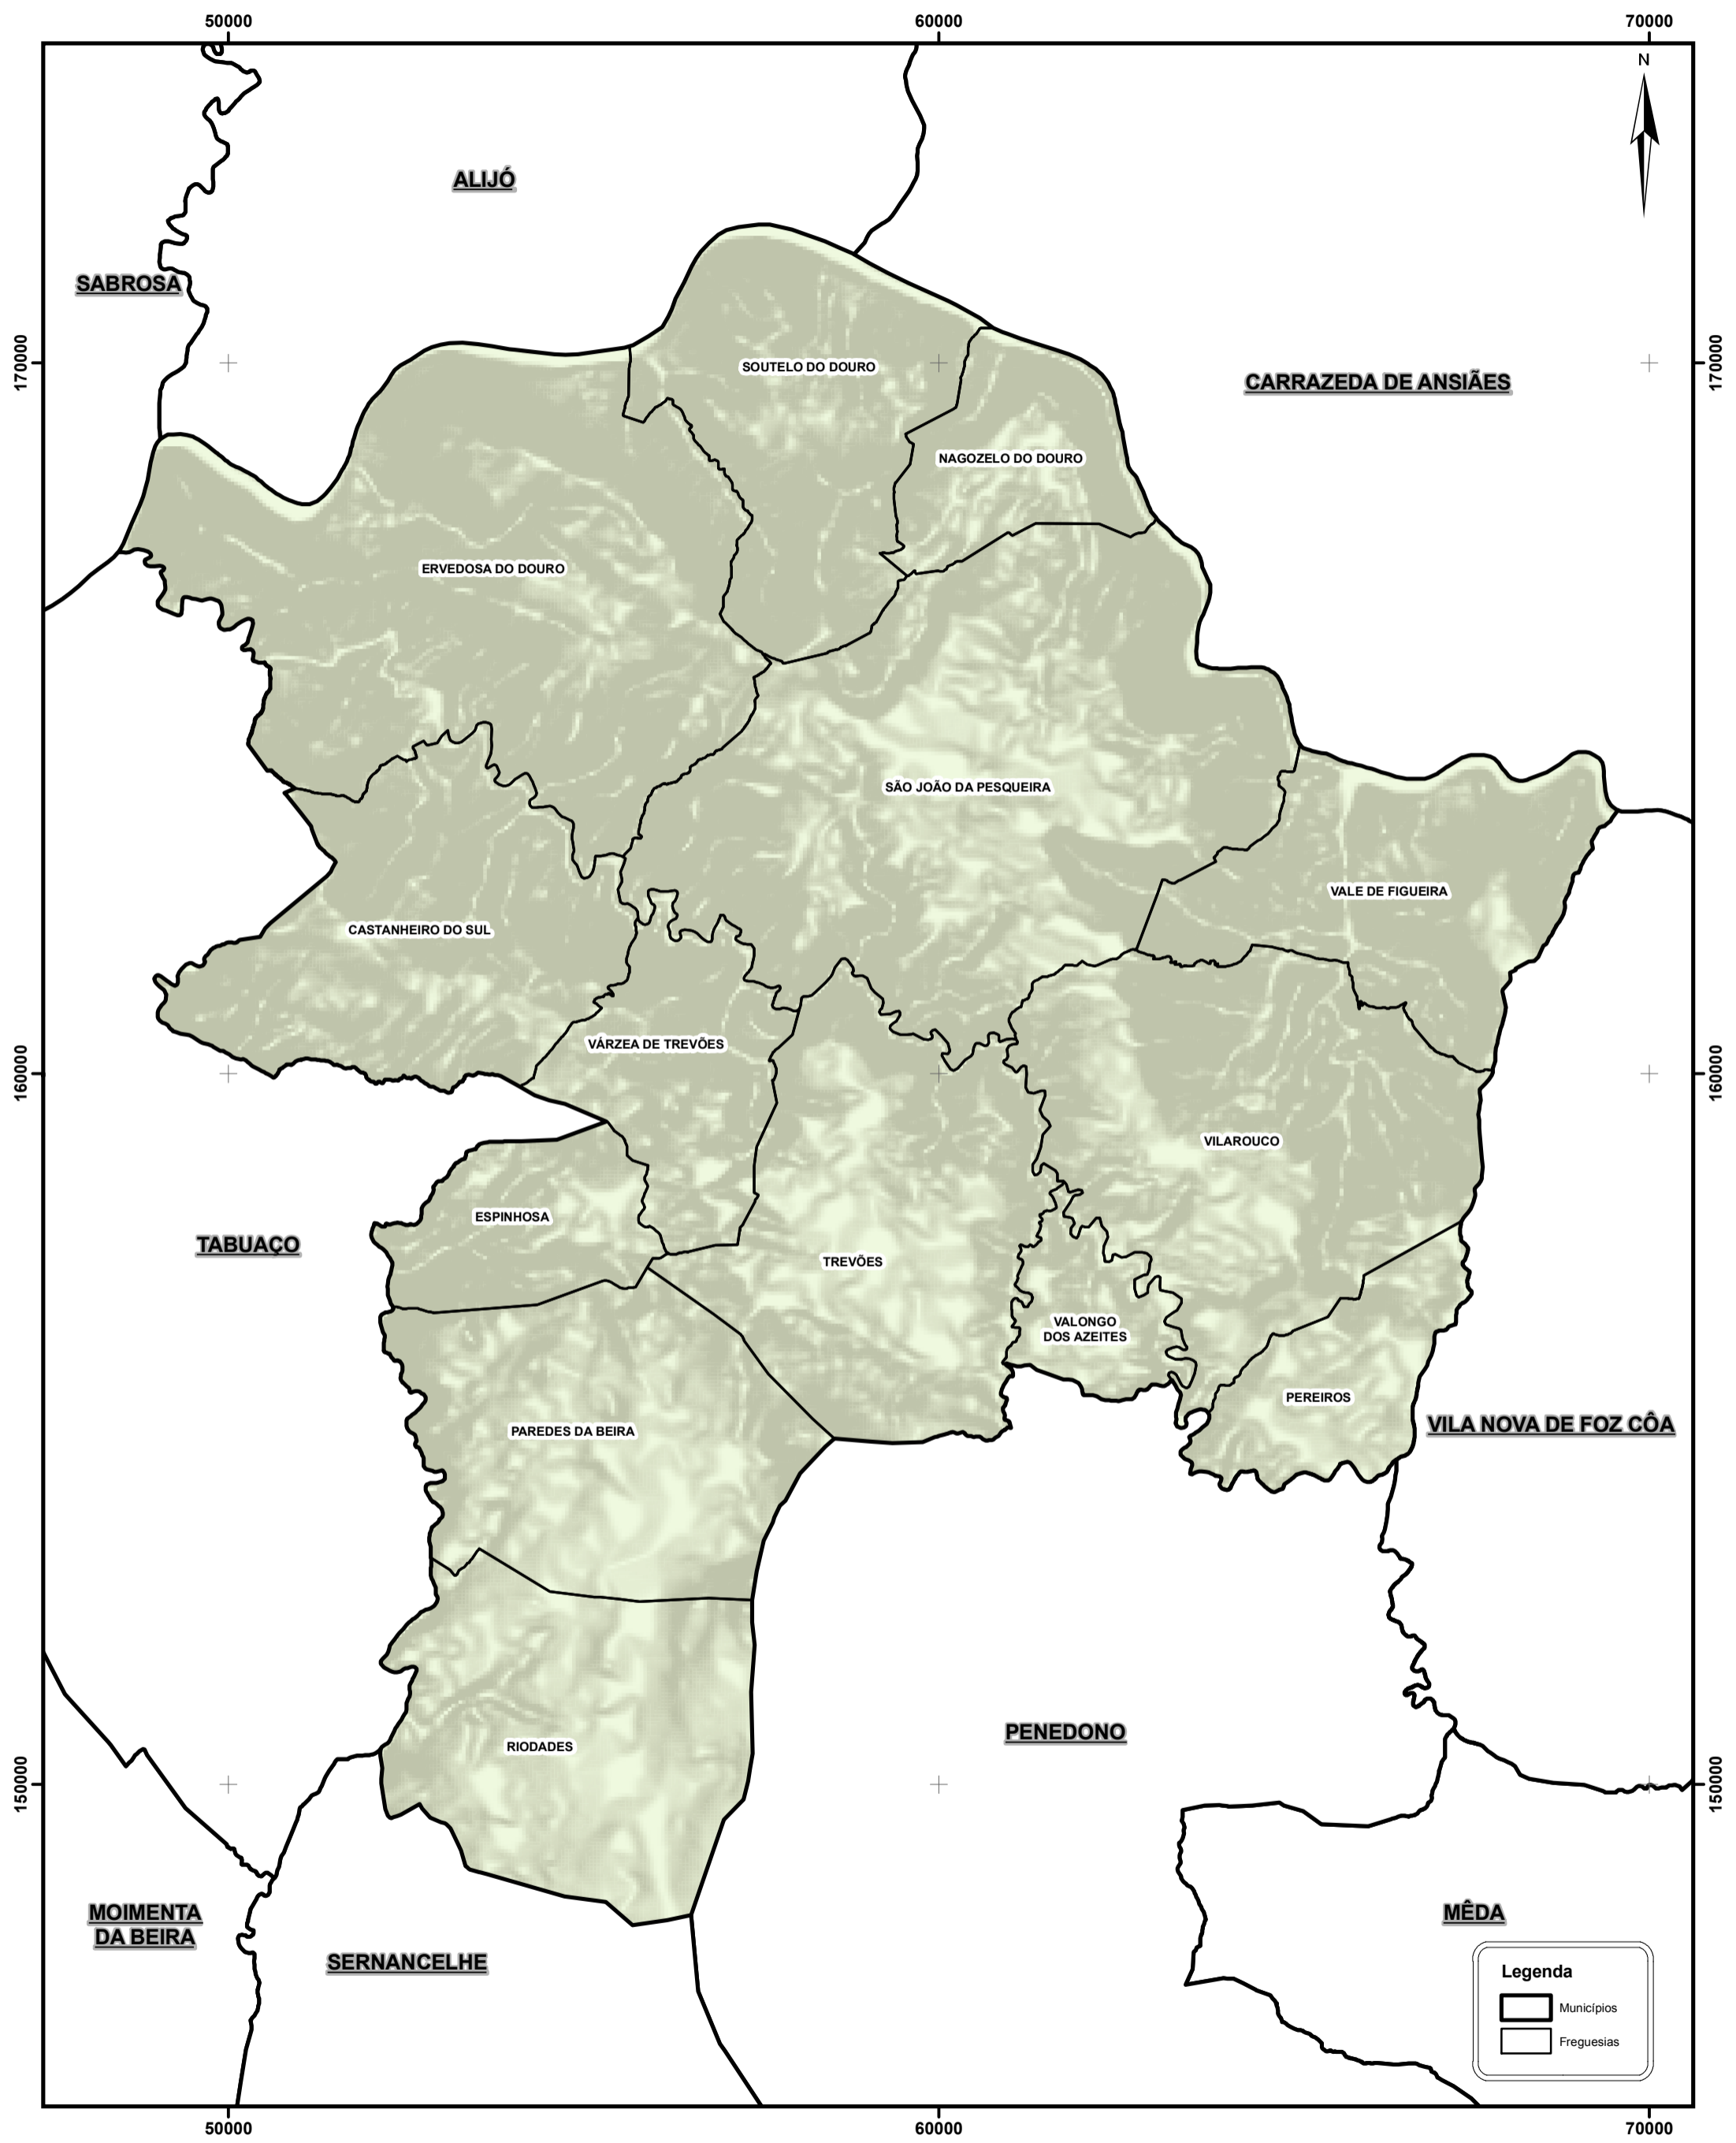 50000
60000
70000
N
ALIJÓ
SABROSA
170000
170000
SOUTELO DO DOURO
CARRAZEDA DE ANSIÃES
NAGOZELO DO DOURO
ERVEDOSA DO DOURO
SÃO JOÃO DA PESQUEIRA
VALE DE FIGUEIRA
CASTANHEIRO DO SUL
VÁRZEA DE TREVÕES
160000
160000
VILAROUCO
ESPINHOSA
TABUAÇO
TREVÕES
VALONGO
DOS AZEITES
PEREIROS
VILA NOVA DE FOZ CÔA
PAREDES DA BEIRA
PENEDONO
RIODADES
150000
150000
MOIMENTA
DA BEIRA
MÊDA
SERNANCELHE
Legenda
Municípios
Freguesias
50000
60000
70000